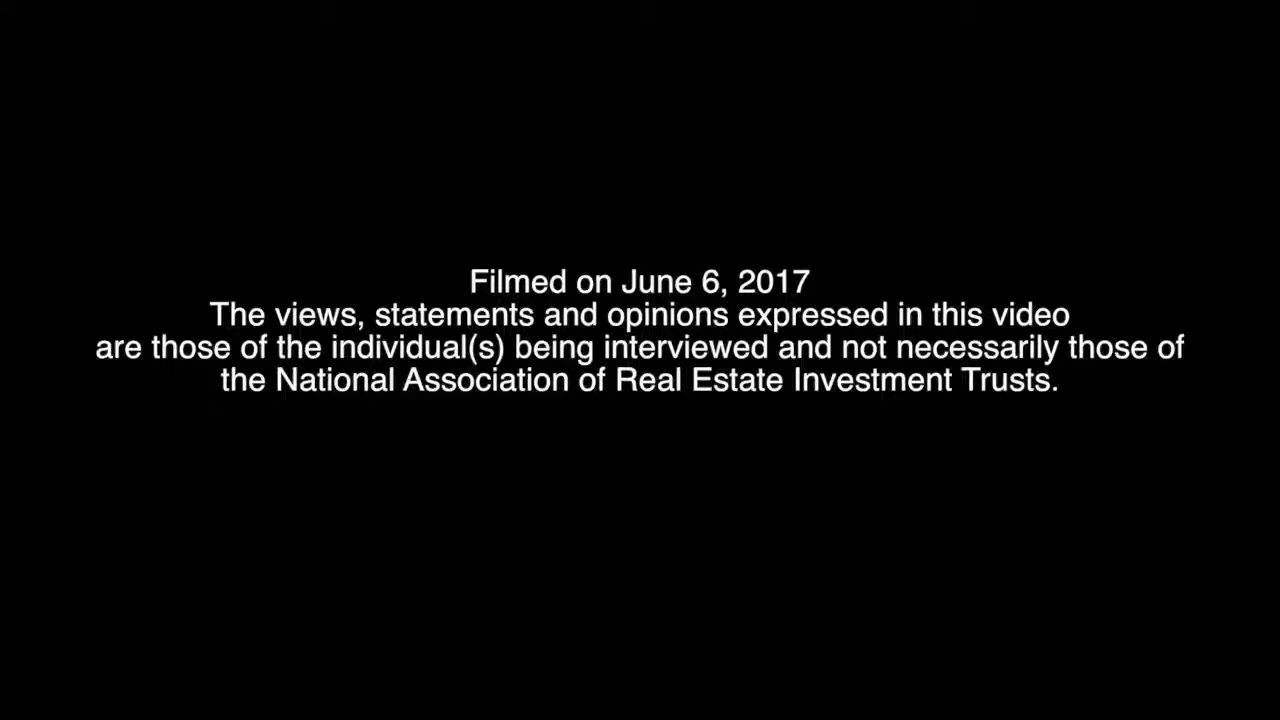 Filmed on June 6, 2017
The views, statements and opinions expressed in this video
are those of the individual(s) being interviewed and not necessarily those of
the National Association of Real Estate Investment Trusts.